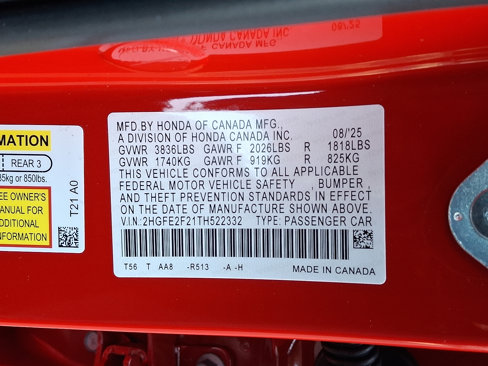 MFD.BY HONDA OF CANADA MFG.,
A DIVISION OF HONDA CANADA INC. 08/'25
GVWR 3836LBS GAWR F 2026LBS R 1818LBS
GVWR 1740KG GAWR F 919KG R 825KG
THIS VEHICLE CONFORMS TO ALL APPLICABLE
FEDERAL MOTOR VEHICLE SAFETY , BUMPER,
AND THEFT PREVENTION STANDARDS IN EFFECT
ON THE DATE OF MANUFACTURE SHOWN ABOVE.
V.I.N:2HGFE2F21TH522332 TYPE: PASSENGER CAR
T56 T AA8 -R513 -A -H MADE IN CANADA
MATION
REAR 3
85kg or 850lbs.
EE OWNER'S
MANUAL FOR
ADDITIONAL
INFORMATION
T21 A0